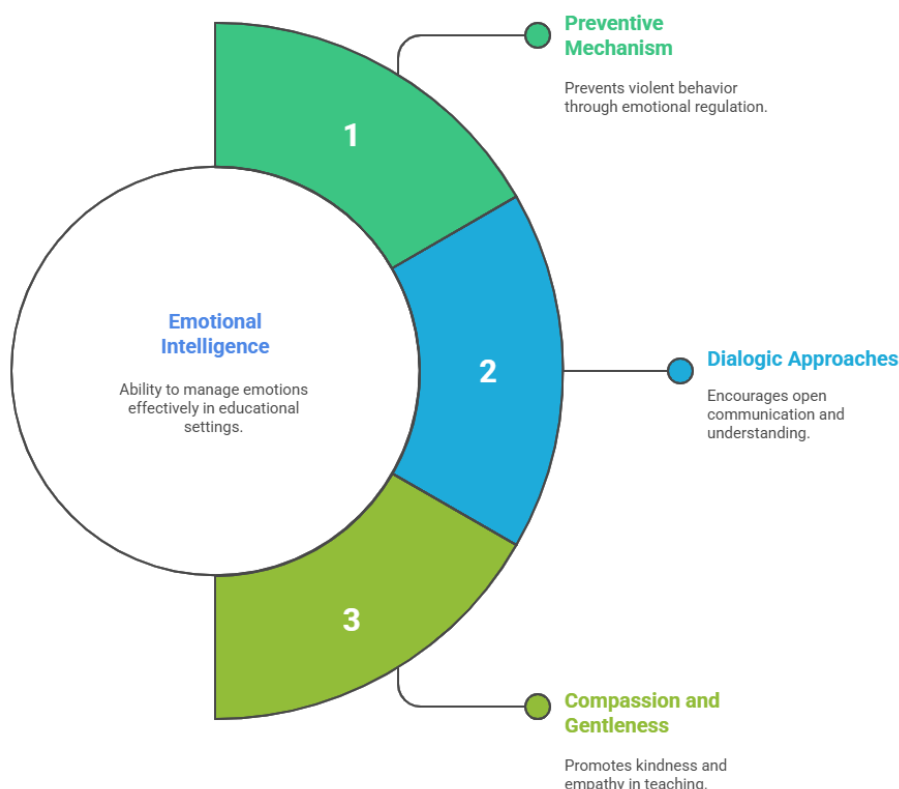 Preventive
Mechanism
Prevents violent behavior
through emotional regulation.
1
Emotional
Intelligence
Ability to manage emotions
effectively in educational
settings.
2
Dialogic Approaches
Encourages open
communication and
understanding.
3
Compassion and
Gentleness
Promotes kindness and
empathy in teaching.